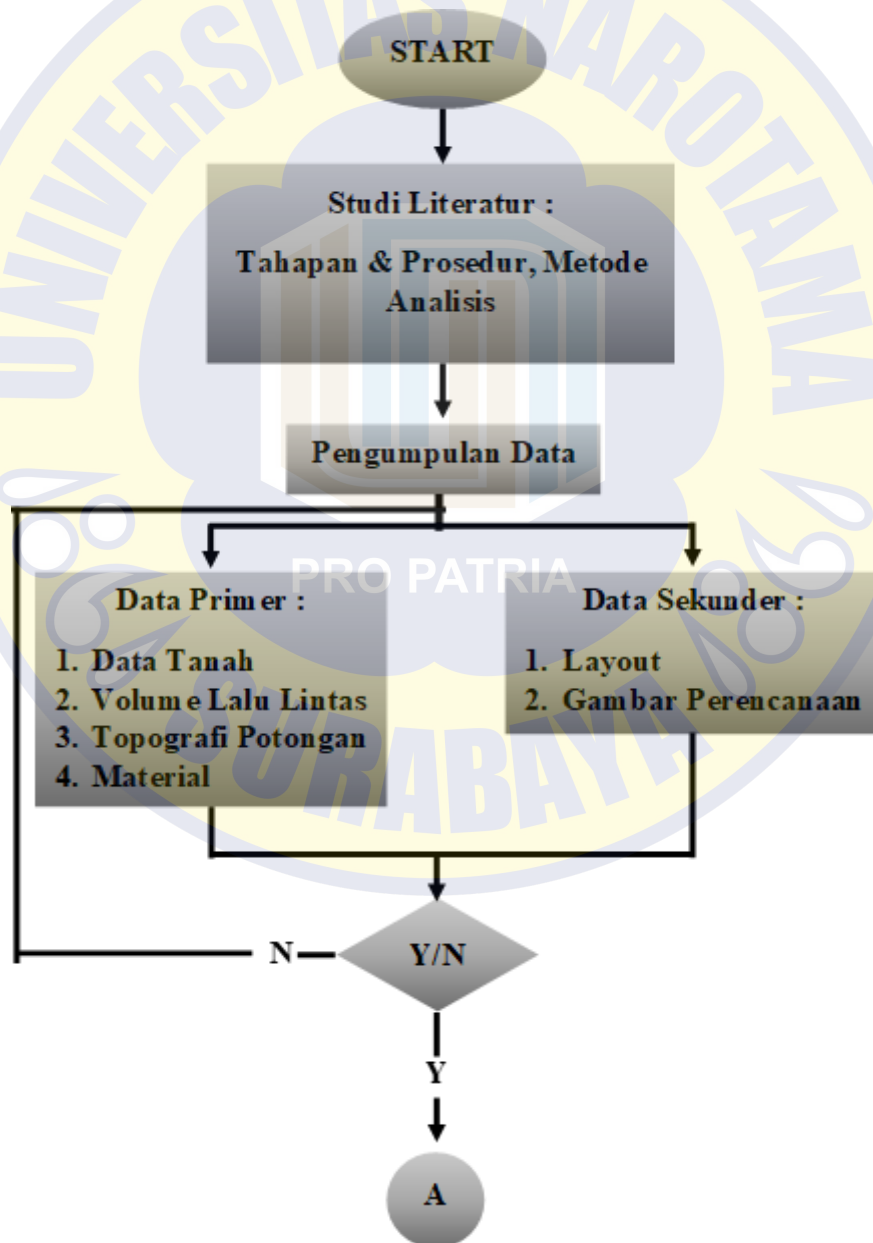 UNIVERSITAS NAROTAMA
START
Studi Literatur :
Tahapan & Prosedur, Metode
Analisis
Pengumpulan Data
PRO PATRIA
Data Primer :
1. Data Tanah
2. Volume Lalu Lintas
3. Topografi Potongan
4. Material
Data Sekunder :
1. Layout
2. Gambar Perencanaan
SURABAYA
N
Y/N
Y
A